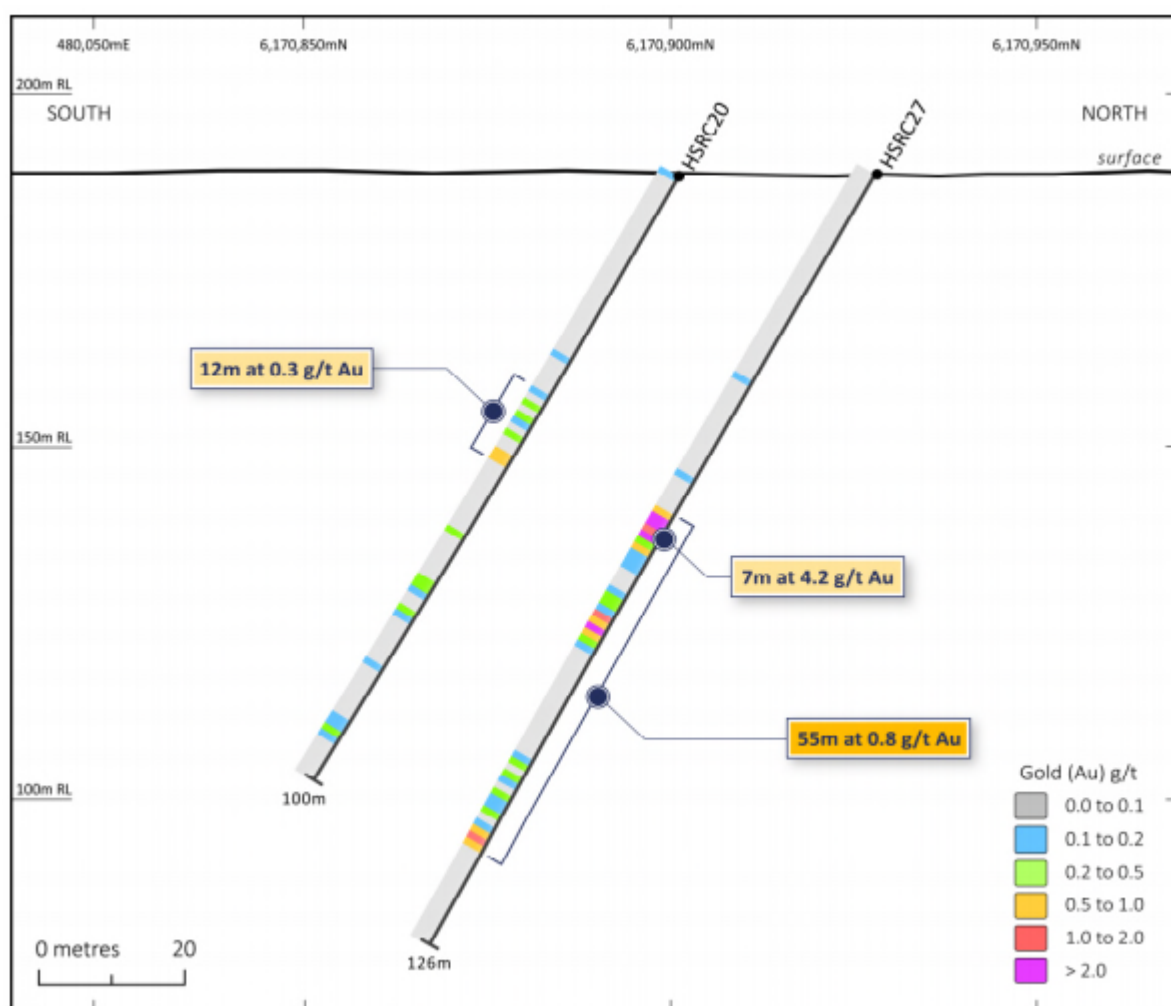 480,050mE
6,170,850mN
6,170,900mN
6,170,950mN
200m RL
SOUTH
NORTH
HSRC20
HSRC27
surface
12m at 0.3 g/t Au
150m RL
7m at 4.2 g/t Au
55m at 0.8 g/t Au
100m RL
100m
126m
0 metres 20
Gold (Au) g/t
0.0 to 0.1
0.1 to 0.2
0.2 to 0.5
0.5 to 1.0
1.0 to 2.0
> 2.0